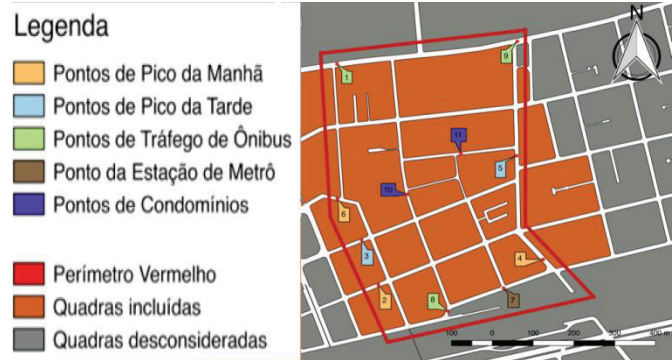 Legenda
Pontos de Pico da Manhã
Pontos de Pico da Tarde
Pontos de Tráfego de Ônibus
Ponto da Estação de Metrô
Pontos de Condomínios
Perímetro Vermelho
Quadras incluídas
Quadras desconsideradas
N
9
1
11
5
10
6
3
4
2
8
7
100 0 100 200 300 400 m